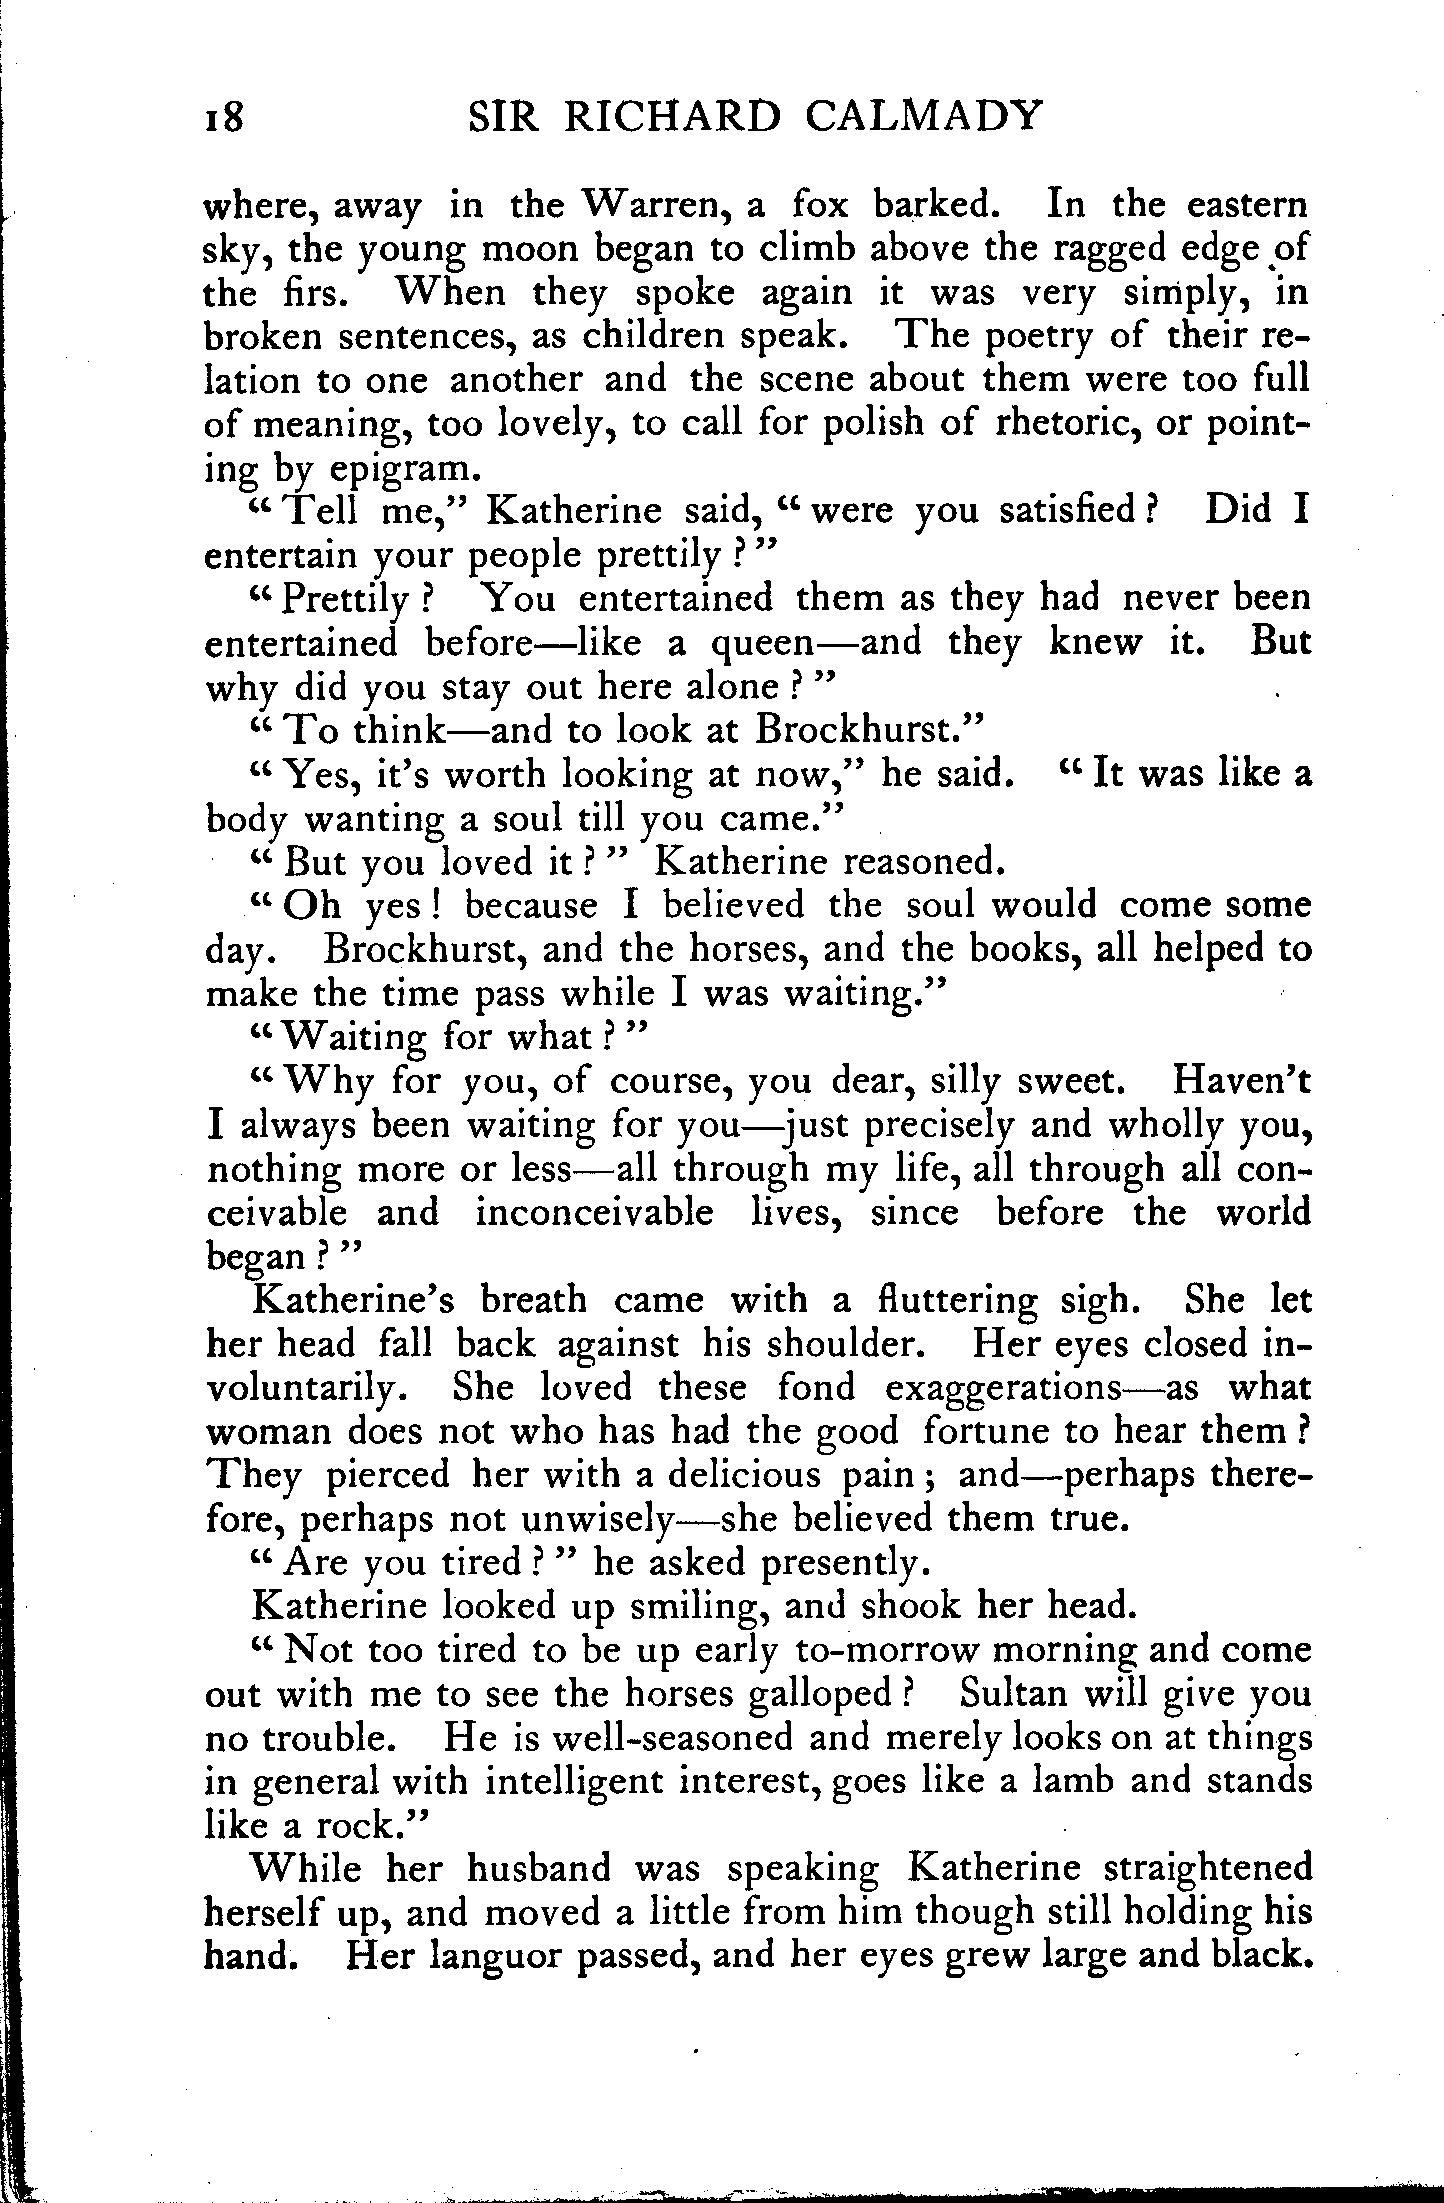 18 SIR RICHARD CALMADY
where, away in the Warren, a fox barked. In the eastern
sky, the young moon began to climb above the ragged edge of
the firs. When they spoke again it was very simply, in
broken sentences, as children speak. The poetry of their re-
lation to one another and the scene about them were too full
of meaning, too lovely, to call for polish of rhetoric, or point-
ing by epigram.
“Tell me,” Katherine said, “were you satisfied? Did I
entertain your people prettily?”
“Prettily? You entertained them as they had never been
entertained before—like a queen—and they knew it. But
why did you stay out here alone?”
“To think—and to look at Brockhurst.”
“Yes, it’s worth looking at now,” he said. “It was like a
body wanting a soul till you came.”
“But you loved it?” Katherine reasoned.
“Oh yes! because I believed the soul would come some
day. Brockhurst, and the horses, and the books, all helped to
make the time pass while I was waiting.”
“Waiting for what?”
“Why for you, of course, you dear, silly sweet. Haven’t
I always been waiting for you—just precisely and wholly you,
nothing more or less—all through my life, all through all con-
ceivable and inconceivable lives, since before the world
began?”
Katherine’s breath came with a fluttering sigh. She let
her head fall back against his shoulder. Her eyes closed in-
voluntarily. She loved these fond exaggerations—as what
woman does not who has had the good fortune to hear them?
They pierced her with a delicious pain; and—perhaps there-
fore, perhaps not unwisely—she believed them true.
“Are you tired?” he asked presently.
Katherine looked up smiling, and shook her head.
“Not too tired to be up early to-morrow morning and come
out with me to see the horses galloped? Sultan will give you
no trouble. He is well-seasoned and merely looks on at things
in general with intelligent interest, goes like a lamb and stands
like a rock.”
While her husband was speaking Katherine straightened
herself up, and moved a little from him though still holding his
hand. Her languor passed, and her eyes grew large and black.